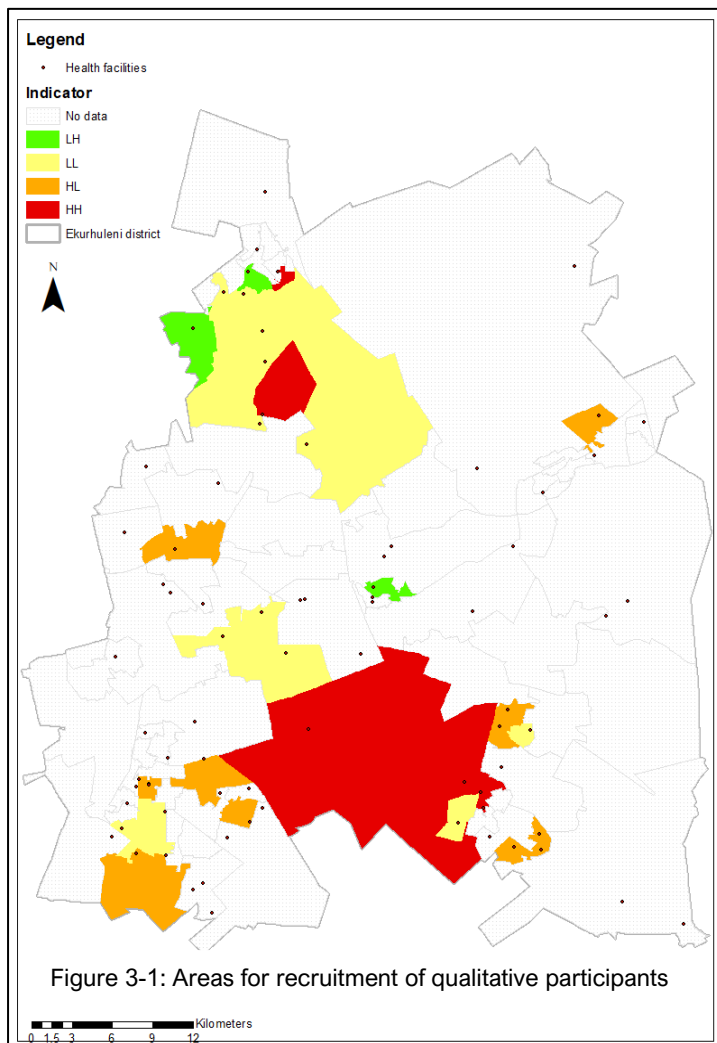 Legend
Health facilities
Indicator
No data
LH
LL
HL
HH
Ekurhuleni district
N
Figure 3-1: Areas for recruitment of qualitative participants
Kilometers
0 1.5 3 6 9 12